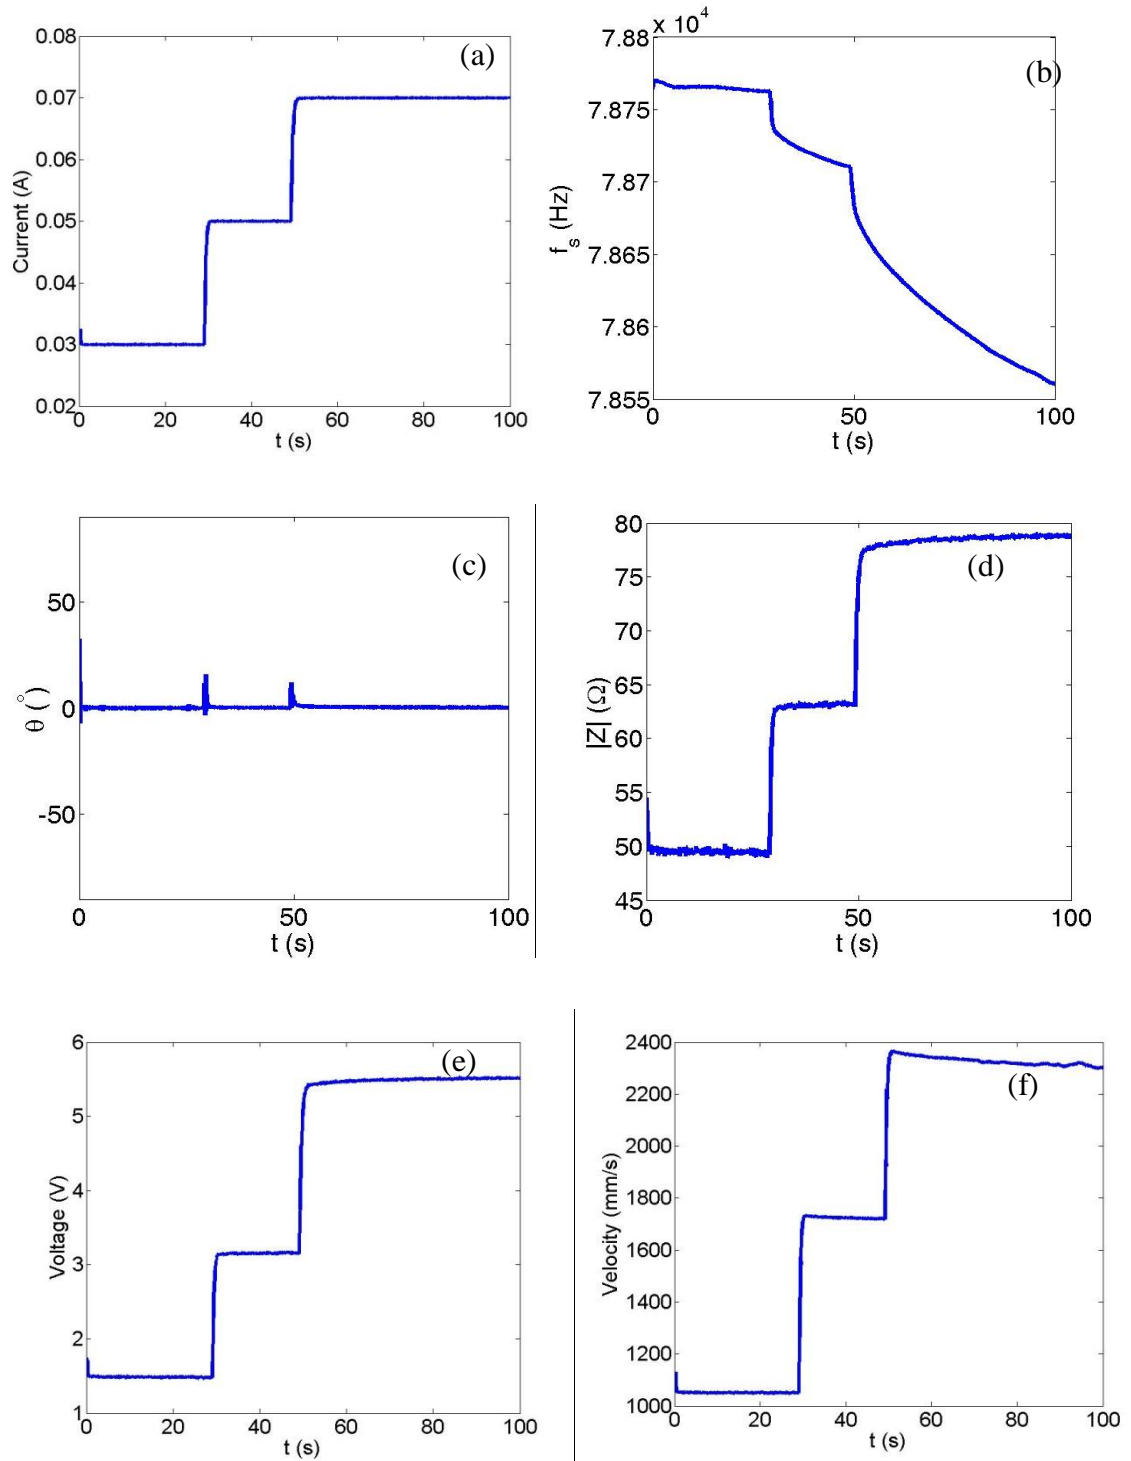 (a)
0.08
0.07
0.06
0.05
0.04
0.03
0.02
Current (A)
0 20 40 60 80 100
t (s)
(b)
x 10^4
7.88
7.875
7.87
7.865
7.86
7.855
f_s (Hz)
0 50 100
t (s)
(c)
50
0
-50
θ (°)
0 50 100
t (s)
(d)
80
75
70
65
60
55
50
45
|Z| (Ω)
0 50 100
t (s)
(e)
6
5
4
3
2
1
Voltage (V)
0 20 40 60 80 100
t (s)
(f)
2400
2200
2000
1800
1600
1400
1200
1000
Velocity (mm/s)
0 20 40 60 80 100
t (s)